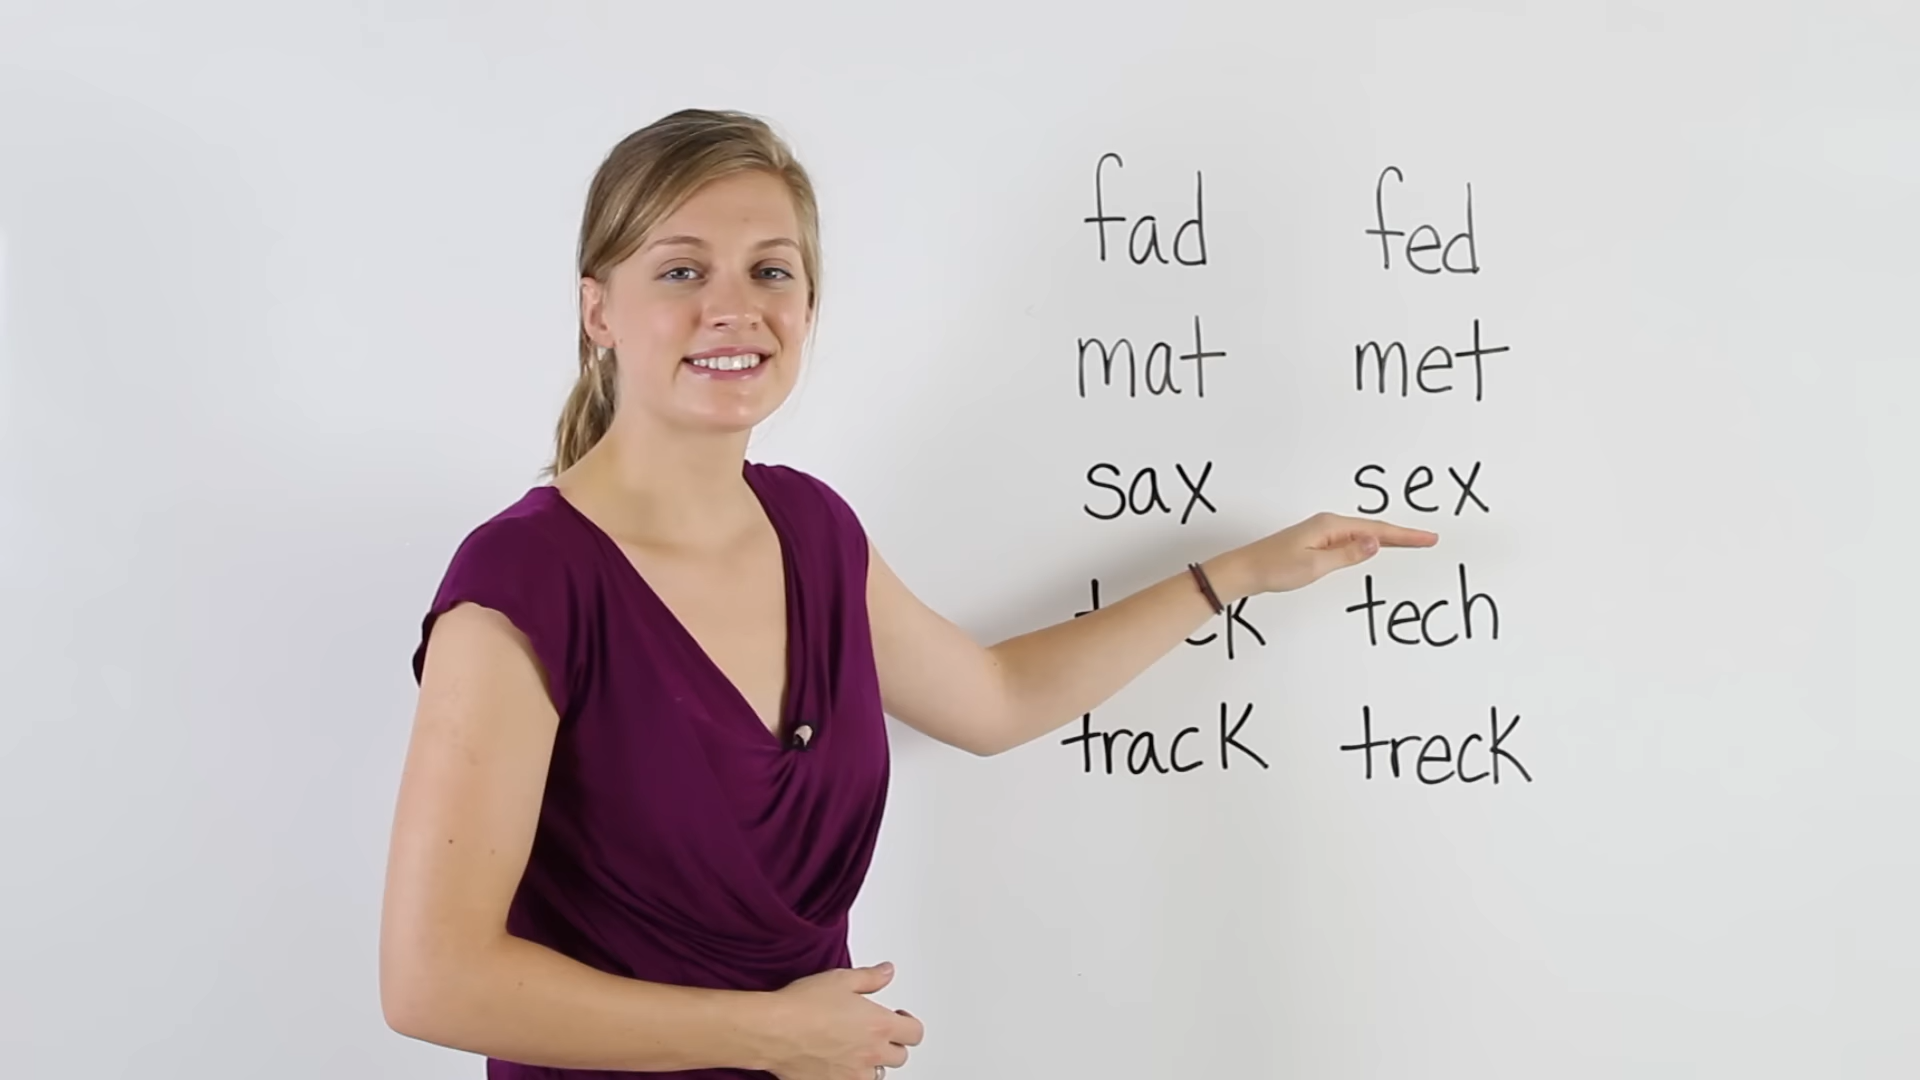 fad fed
mat met
sax sex
tech
track treck